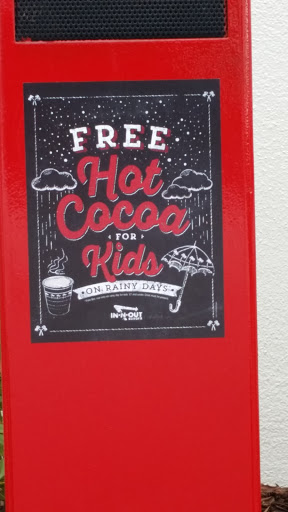 FREE
Hot
Cocoa
FOR
Kids
ON RAINY DAYS
IN-N-OUT